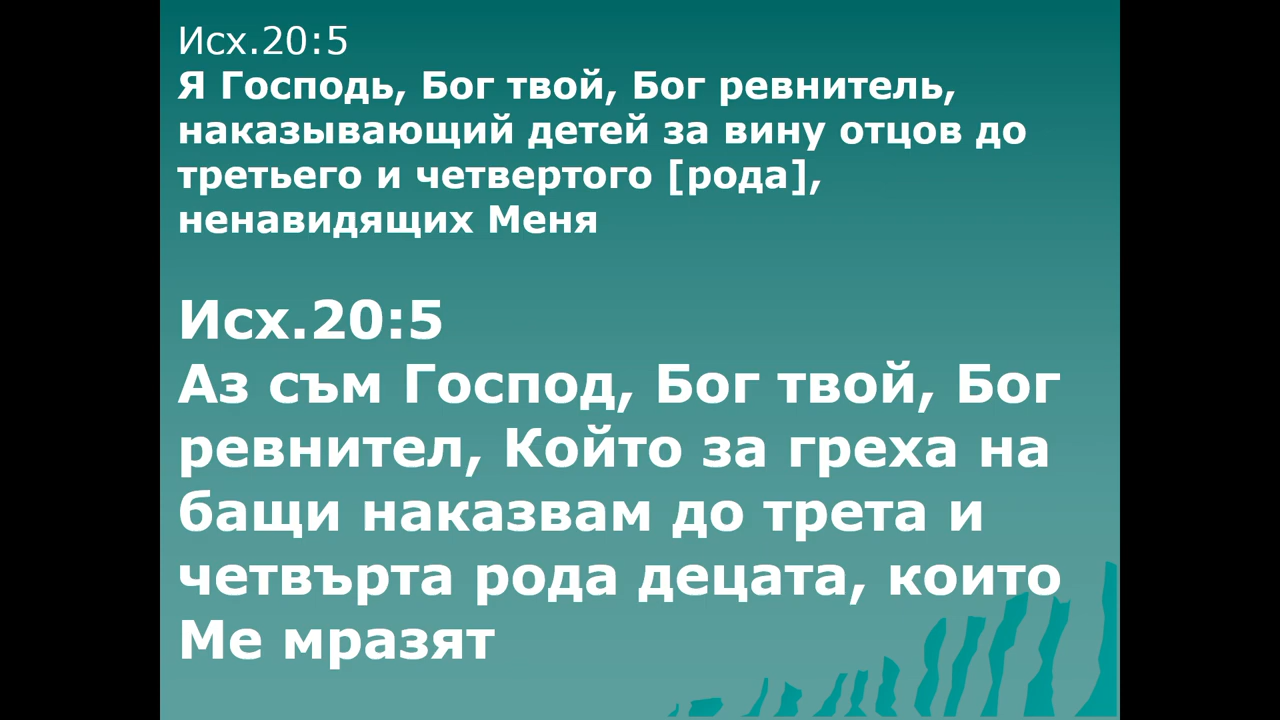 Исх.20:5
Я Господь, Бог твой, Бог ревнитель,
наказывающий детей за вину отцов до
третьего и четвертого [рода],
ненавидящих Меня
Исх.20:5
Аз съм Господ, Бог твой, Бог
ревнител, Който за греха на
бащи наказвам до трета и
четвърта рода децата, които
Ме мразят